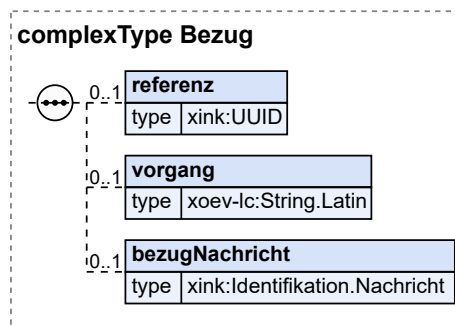 complexType Bezug
0..1 referenz
type xink:UUID
0..1 vorgang
type xoev-lc:String.Latin
0..1 bezugNachricht
type xink:Identifikation.Nachricht